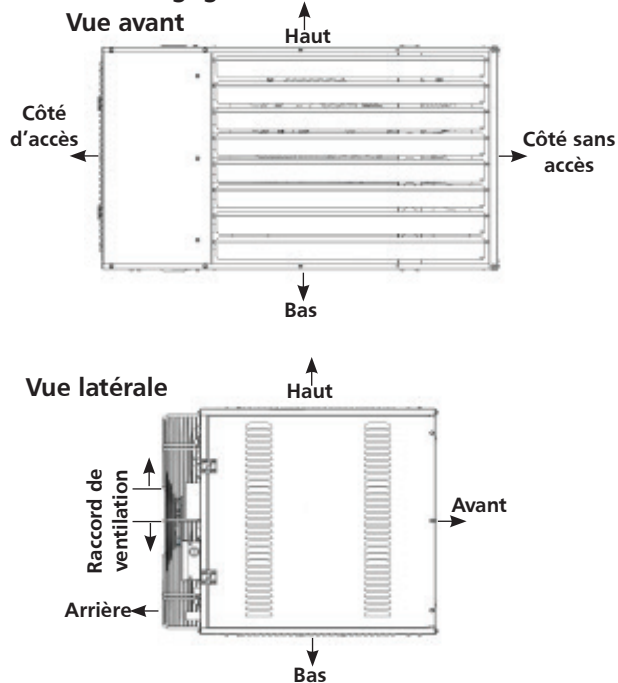 Vue avant
Haut
Côté
d'accès
Côté sans
accès
Bas
Vue latérale
Haut
Raccord de
ventilation
Avant
Arrière
Bas